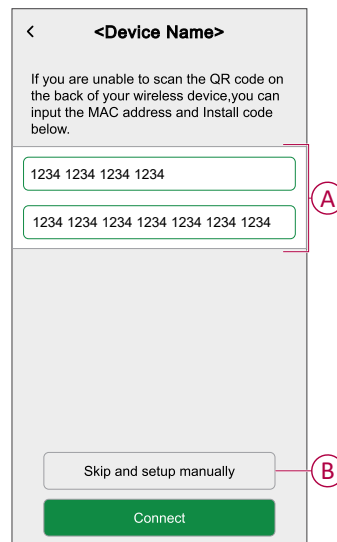 <
<Device Name>
If you are unable to scan the QR code on
the back of your wireless device,you can
input the MAC address and Install code
below.
1234 1234 1234 1234
1234 1234 1234 1234 1234 1234 1234
A
Skip and setup manually
B
Connect